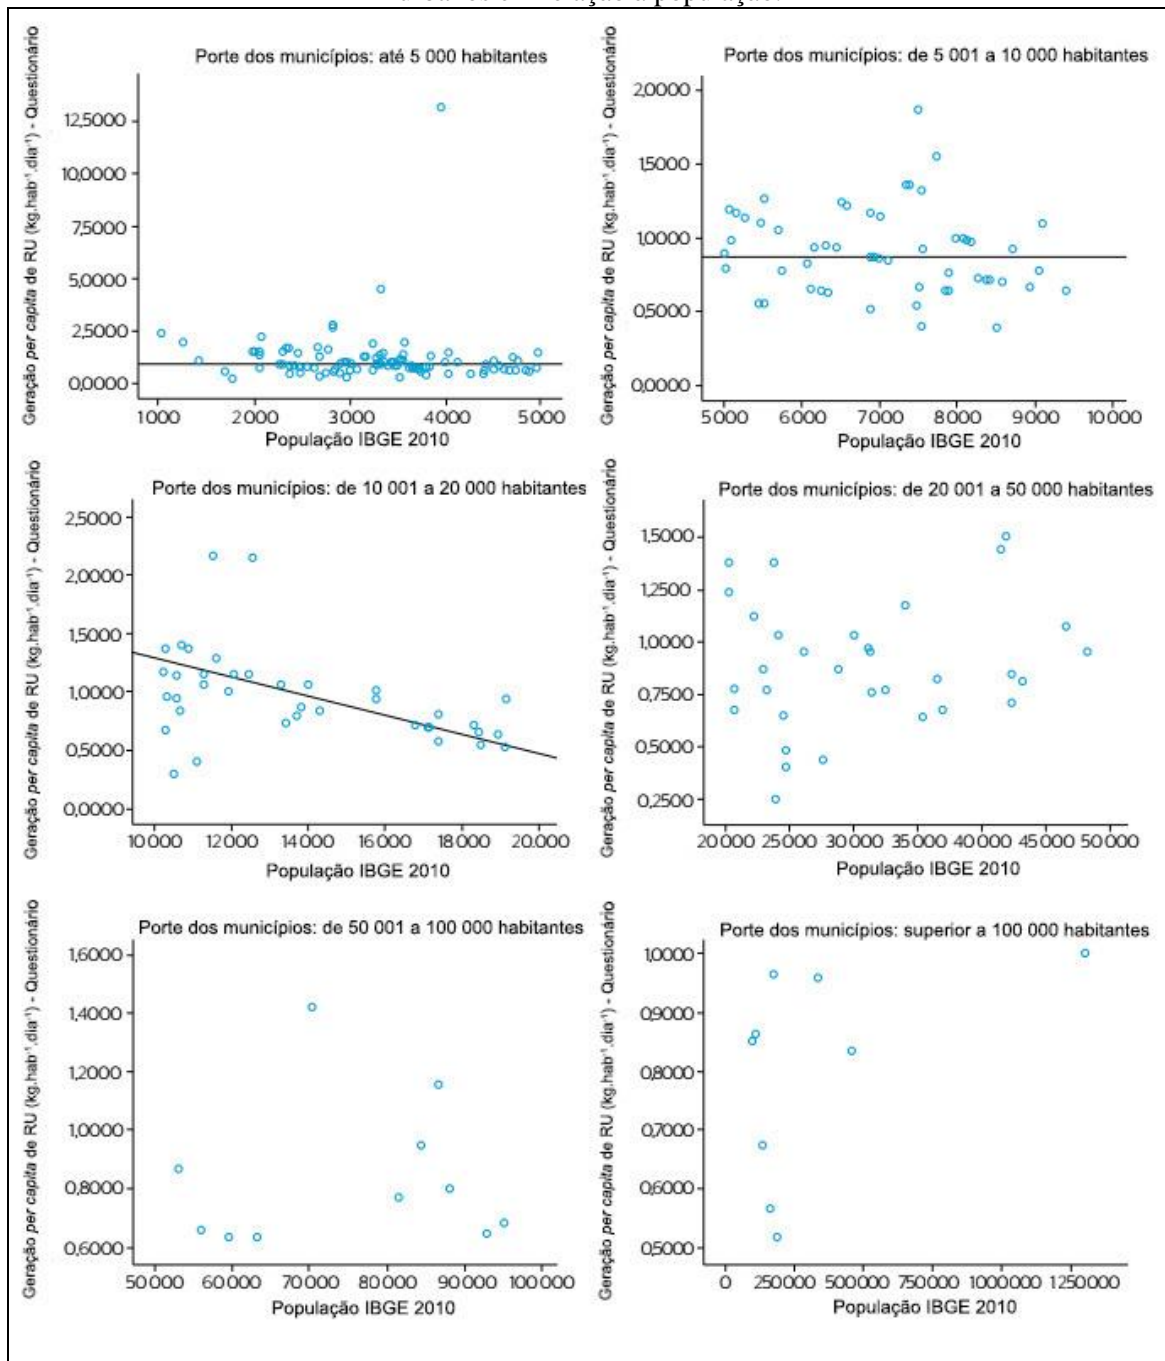 Porte dos municípios: até 5 000 habitantes
Geração per capita de RU (kg.hab⁻¹.dia⁻¹) - Questionário
12,5000
10,0000
7,5000
5,0000
2,5000
0,0000
1000 2000 3000 4000 5000
População IBGE 2010
Porte dos municípios: de 5 001 a 10 000 habitantes
Geração per capita de RU (kg.hab⁻¹.dia⁻¹) - Questionário
2,0000
1,5000
1,0000
0,5000
0,0000
5000 6000 7000 8000 9000 10000
População IBGE 2010
Porte dos municípios: de 10 001 a 20 000 habitantes
Geração per capita de RU (kg.hab⁻¹.dia⁻¹) - Questionário
2,5000
2,0000
1,5000
1,0000
0,5000
0,0000
10000 12000 14000 16000 18000 20000
População IBGE 2010
Porte dos municípios: de 20 001 a 50 000 habitantes
Geração per capita de RU (kg.hab⁻¹.dia⁻¹) - Questionário
1,5000
1,2500
1,0000
0,7500
0,5000
0,2500
20000 25000 30000 35000 40000 45000 50000
População IBGE 2010
Porte dos municípios: de 50 001 a 100 000 habitantes
Geração per capita de RU (kg.hab⁻¹.dia⁻¹) - Questionário
1,6000
1,4000
1,2000
1,0000
0,8000
0,6000
50000 60000 70000 80000 90000 100000
População IBGE 2010
Porte dos municípios: superior a 100 000 habitantes
Geração per capita de RU (kg.hab⁻¹.dia⁻¹) - Questionário
1,0000
0,9000
0,8000
0,7000
0,6000
0,5000
0 250000 500000 750000 1000000 1250000
População IBGE 2010